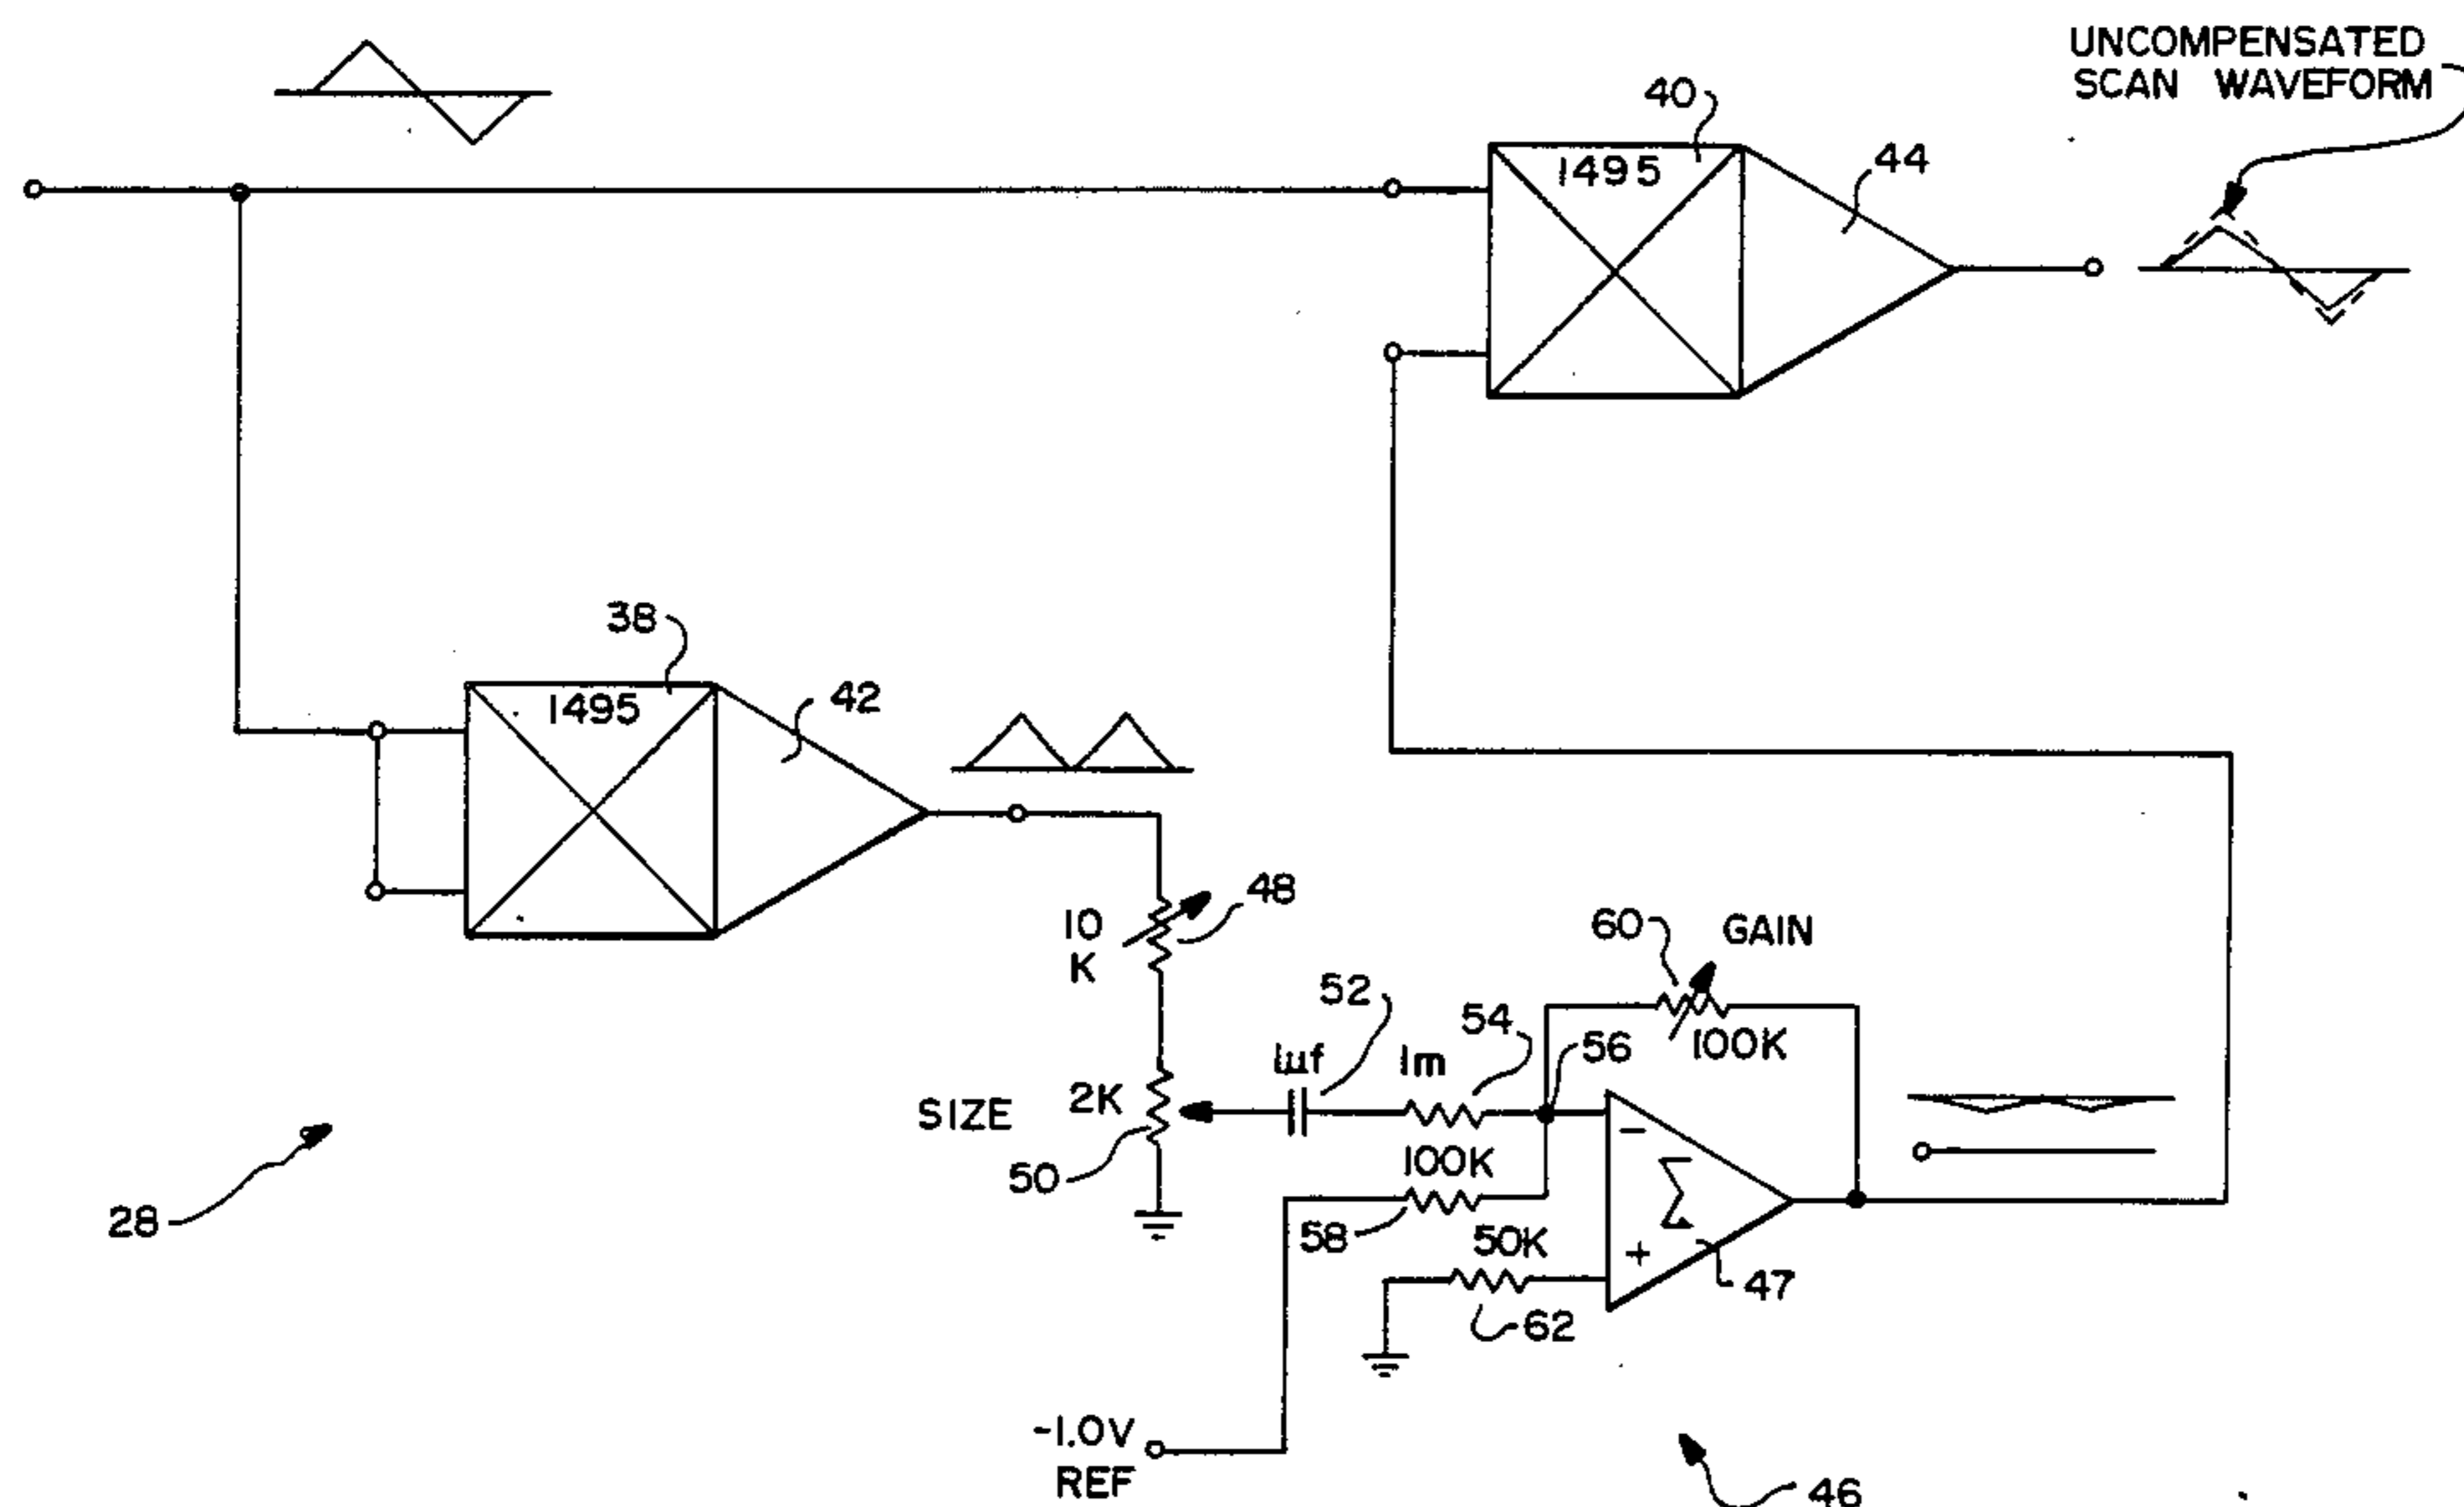 UNCOMPENSATED
SCAN WAVEFORM
40
1495
44
38
1495
42
48
10
K
60
GAIN
52
54
56
1µf
1m
100K
SIZE
2K
50
100K
28
58
50K
−
Σ
+
47
62
-1.0V
REF
46